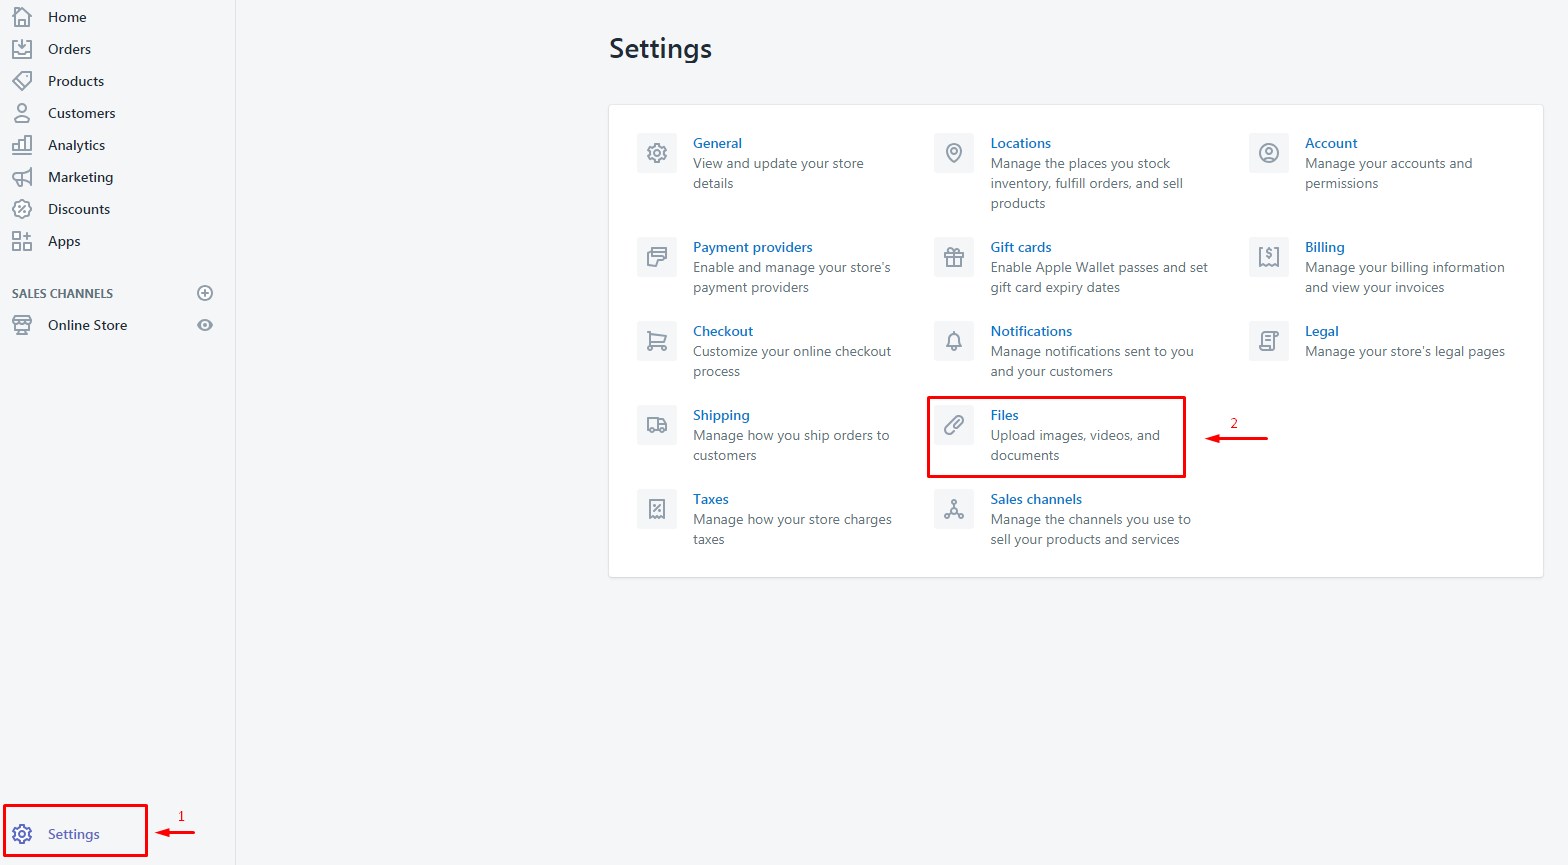 Home
Orders
Products
Customers
Analytics
Marketing
Discounts
Apps
SALES CHANNELS
Online Store
Settings
1
Settings
General
View and update your store
details
Locations
Manage the places you stock
inventory, fulfill orders, and sell
products
Account
Manage your accounts and
permissions
Payment providers
Enable and manage your store's
payment providers
Gift cards
Enable Apple Wallet passes and set
gift card expiry dates
Billing
Manage your billing information
and view your invoices
Checkout
Customize your online checkout
process
Notifications
Manage notifications sent to you
and your customers
Legal
Manage your store's legal pages
Shipping
Manage how you ship orders to
customers
Files
Upload images, videos, and
documents
2
Taxes
Manage how your store charges
taxes
Sales channels
Manage the channels you use to
sell your products and services